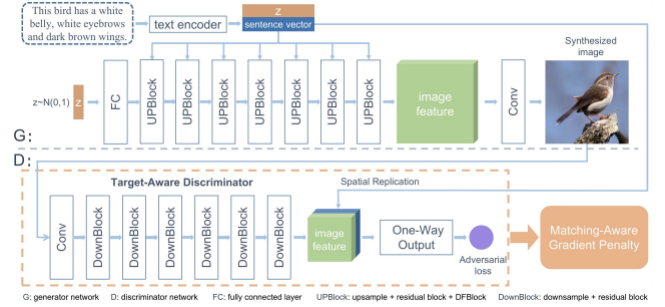 This bird has a white
belly, white eyebrows
and dark brown wings.
text encoder
z
sentence vector
Synthesized
image
z~N(0,1)
z
FC
UPBlock
UPBlock
UPBlock
UPBlock
UPBlock
UPBlock
UPBlock
image
feature
Conv
G:
D:
Target-Aware Discriminator
Spatial Replication
Conv
DownBlock
DownBlock
DownBlock
DownBlock
DownBlock
DownBlock
image
feature
One-Way
Output
Adversarial
loss
Matching-Aware
Gradient Penalty
G: generator network D: discriminator network FC: fully connected layer UPBlock: upsample + residual block + DFBlock DownBlock: downsample + residual block